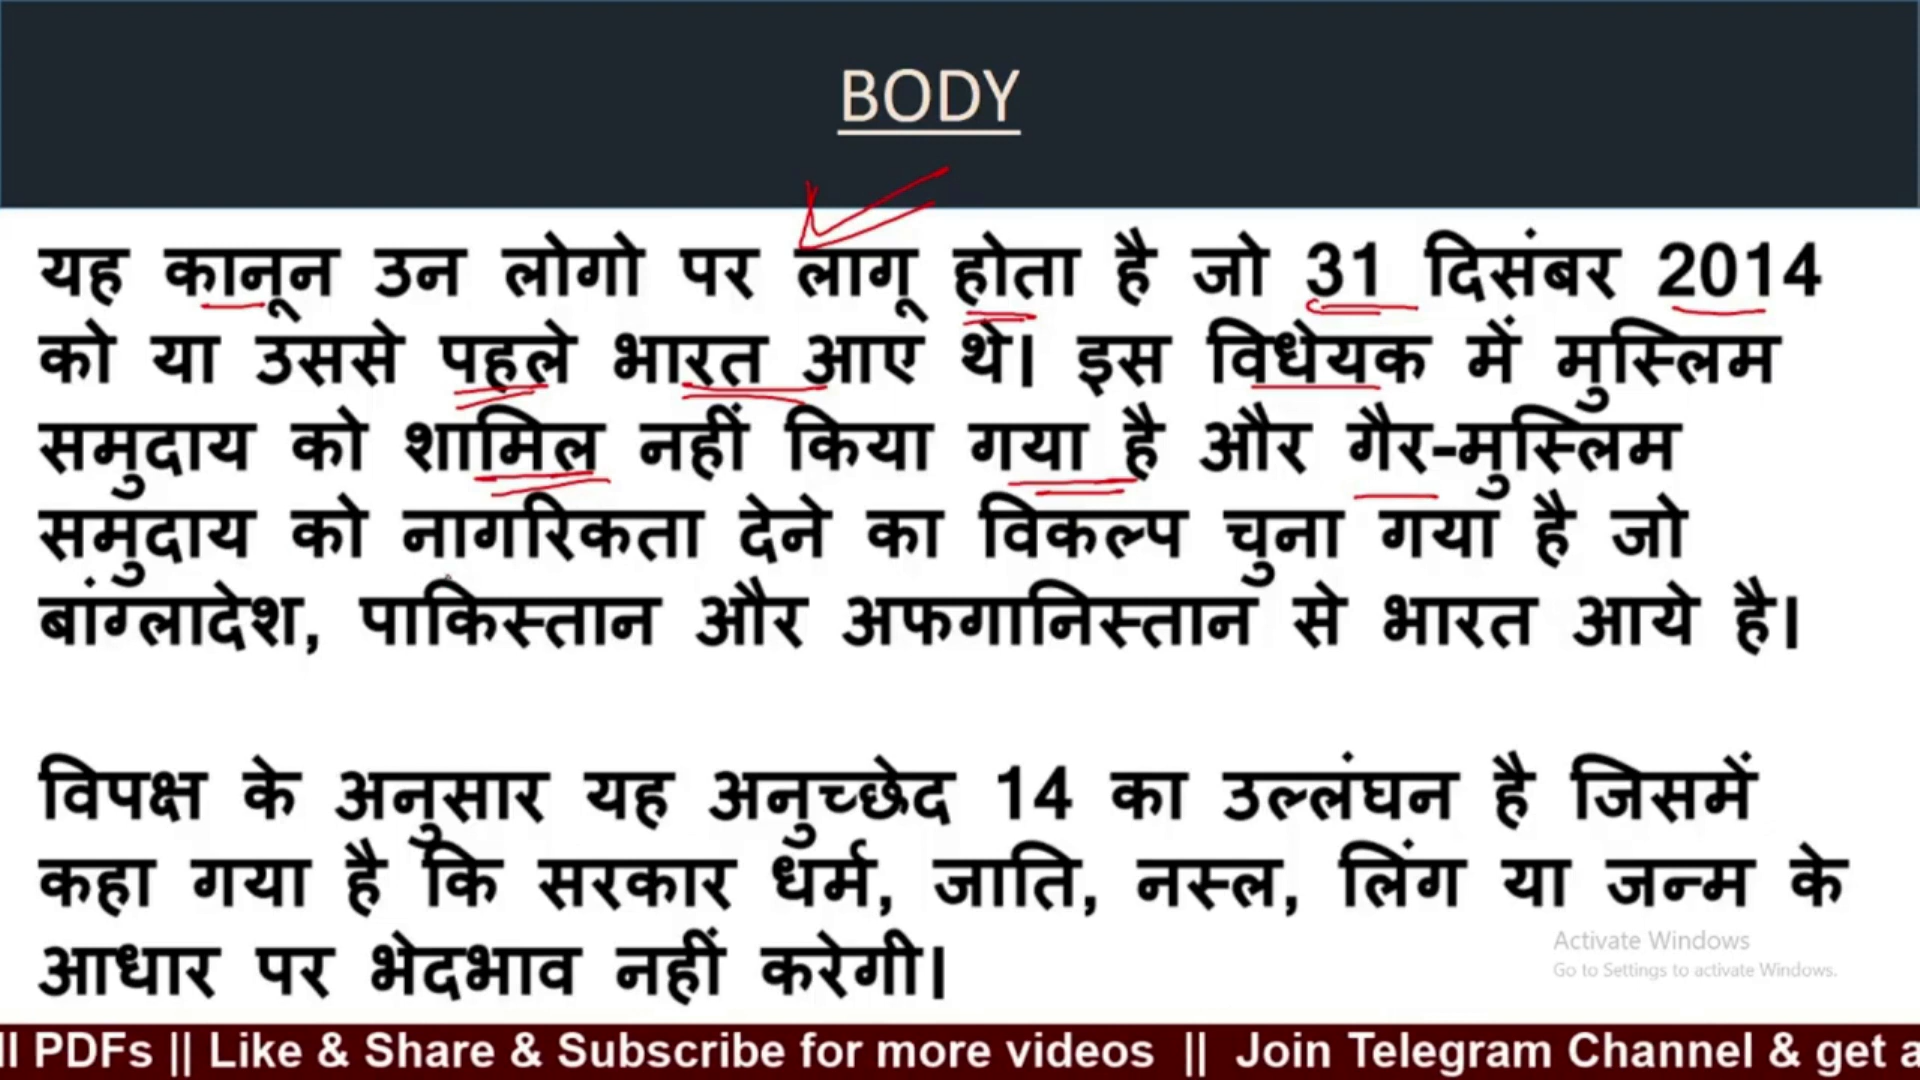 BODY
यह कानून उन लोगो पर लागू होता है जो 31 दिसंबर 2014
को या उससे पहले भारत आए थे। इस विधेयक में मुस्लिम
समुदाय को शामिल नहीं किया गया है और गैर-मुस्लिम
समुदाय को नागरिकता देने का विकल्प चुना गया है जो
बांग्लादेश, पाकिस्तान और अफगानिस्तान से भारत आये है।
विपक्ष के अनुसार यह अनुच्छेद 14 का उल्लंघन है जिसमें
कहा गया है कि सरकार धर्म, जाति, नस्ल, लिंग या जन्म के
आधार पर भेदभाव नहीं करेगी।
Activate Windows
Go to Settings to activate Windows.
ll PDFs || Like & Share & Subscribe for more videos || Join Telegram Channel & get a